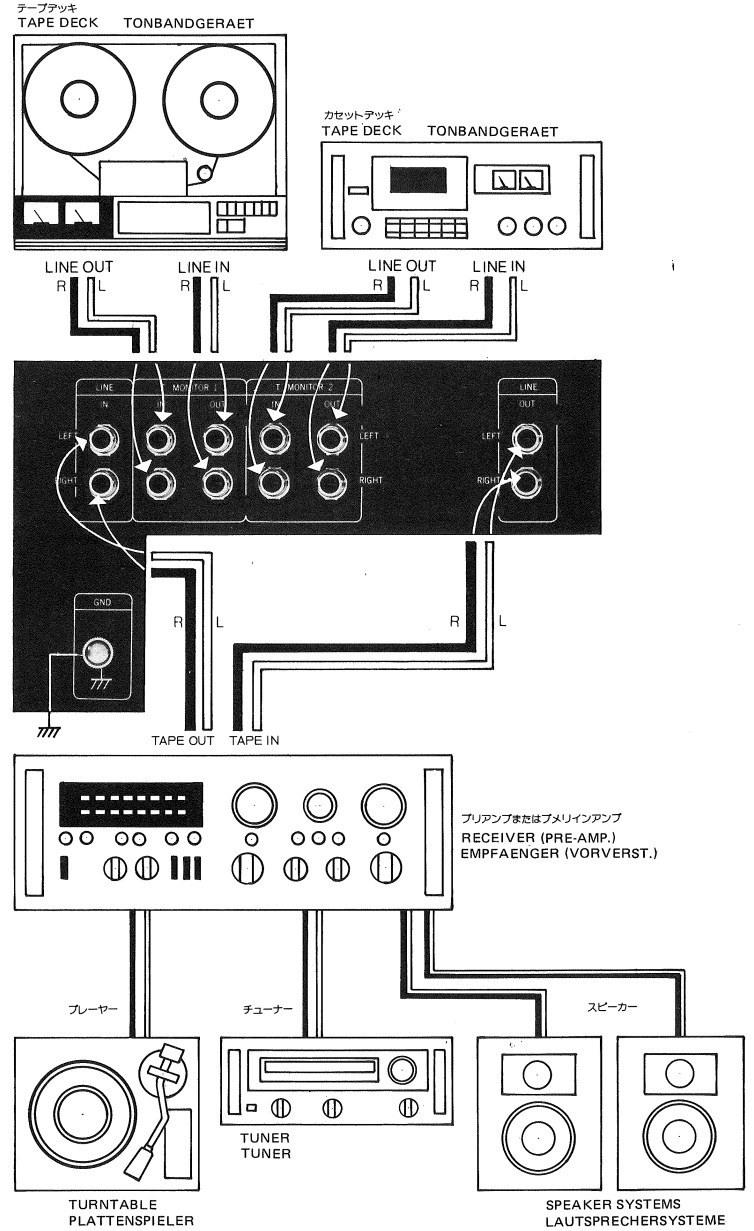 テープデッキ
TAPE DECK TONBANDGERAET
カセットデッキ
TAPE DECK TONBANDGERAET
LINE OUT LINE IN LINE OUT LINE IN
R L R L R L R L
LINE MONITOR 1 T. MONITOR 2 LINE
IN IN OUT IN OUT OUT
LEFT LEFT LEFT
RIGHT RIGHT RIGHT
GND
R L R L
TAPE OUT TAPE IN
プリアンプまたはプメリインアンプ
RECEIVER (PRE-AMP.)
EMPFAENGER (VORVERST.)
プレーヤー チューナー スピーカー
TUNER
TUNER
TURNTABLE
PLATTENSPIELER
SPEAKER SYSTEMS
LAUTSPRECHERSYSTEME